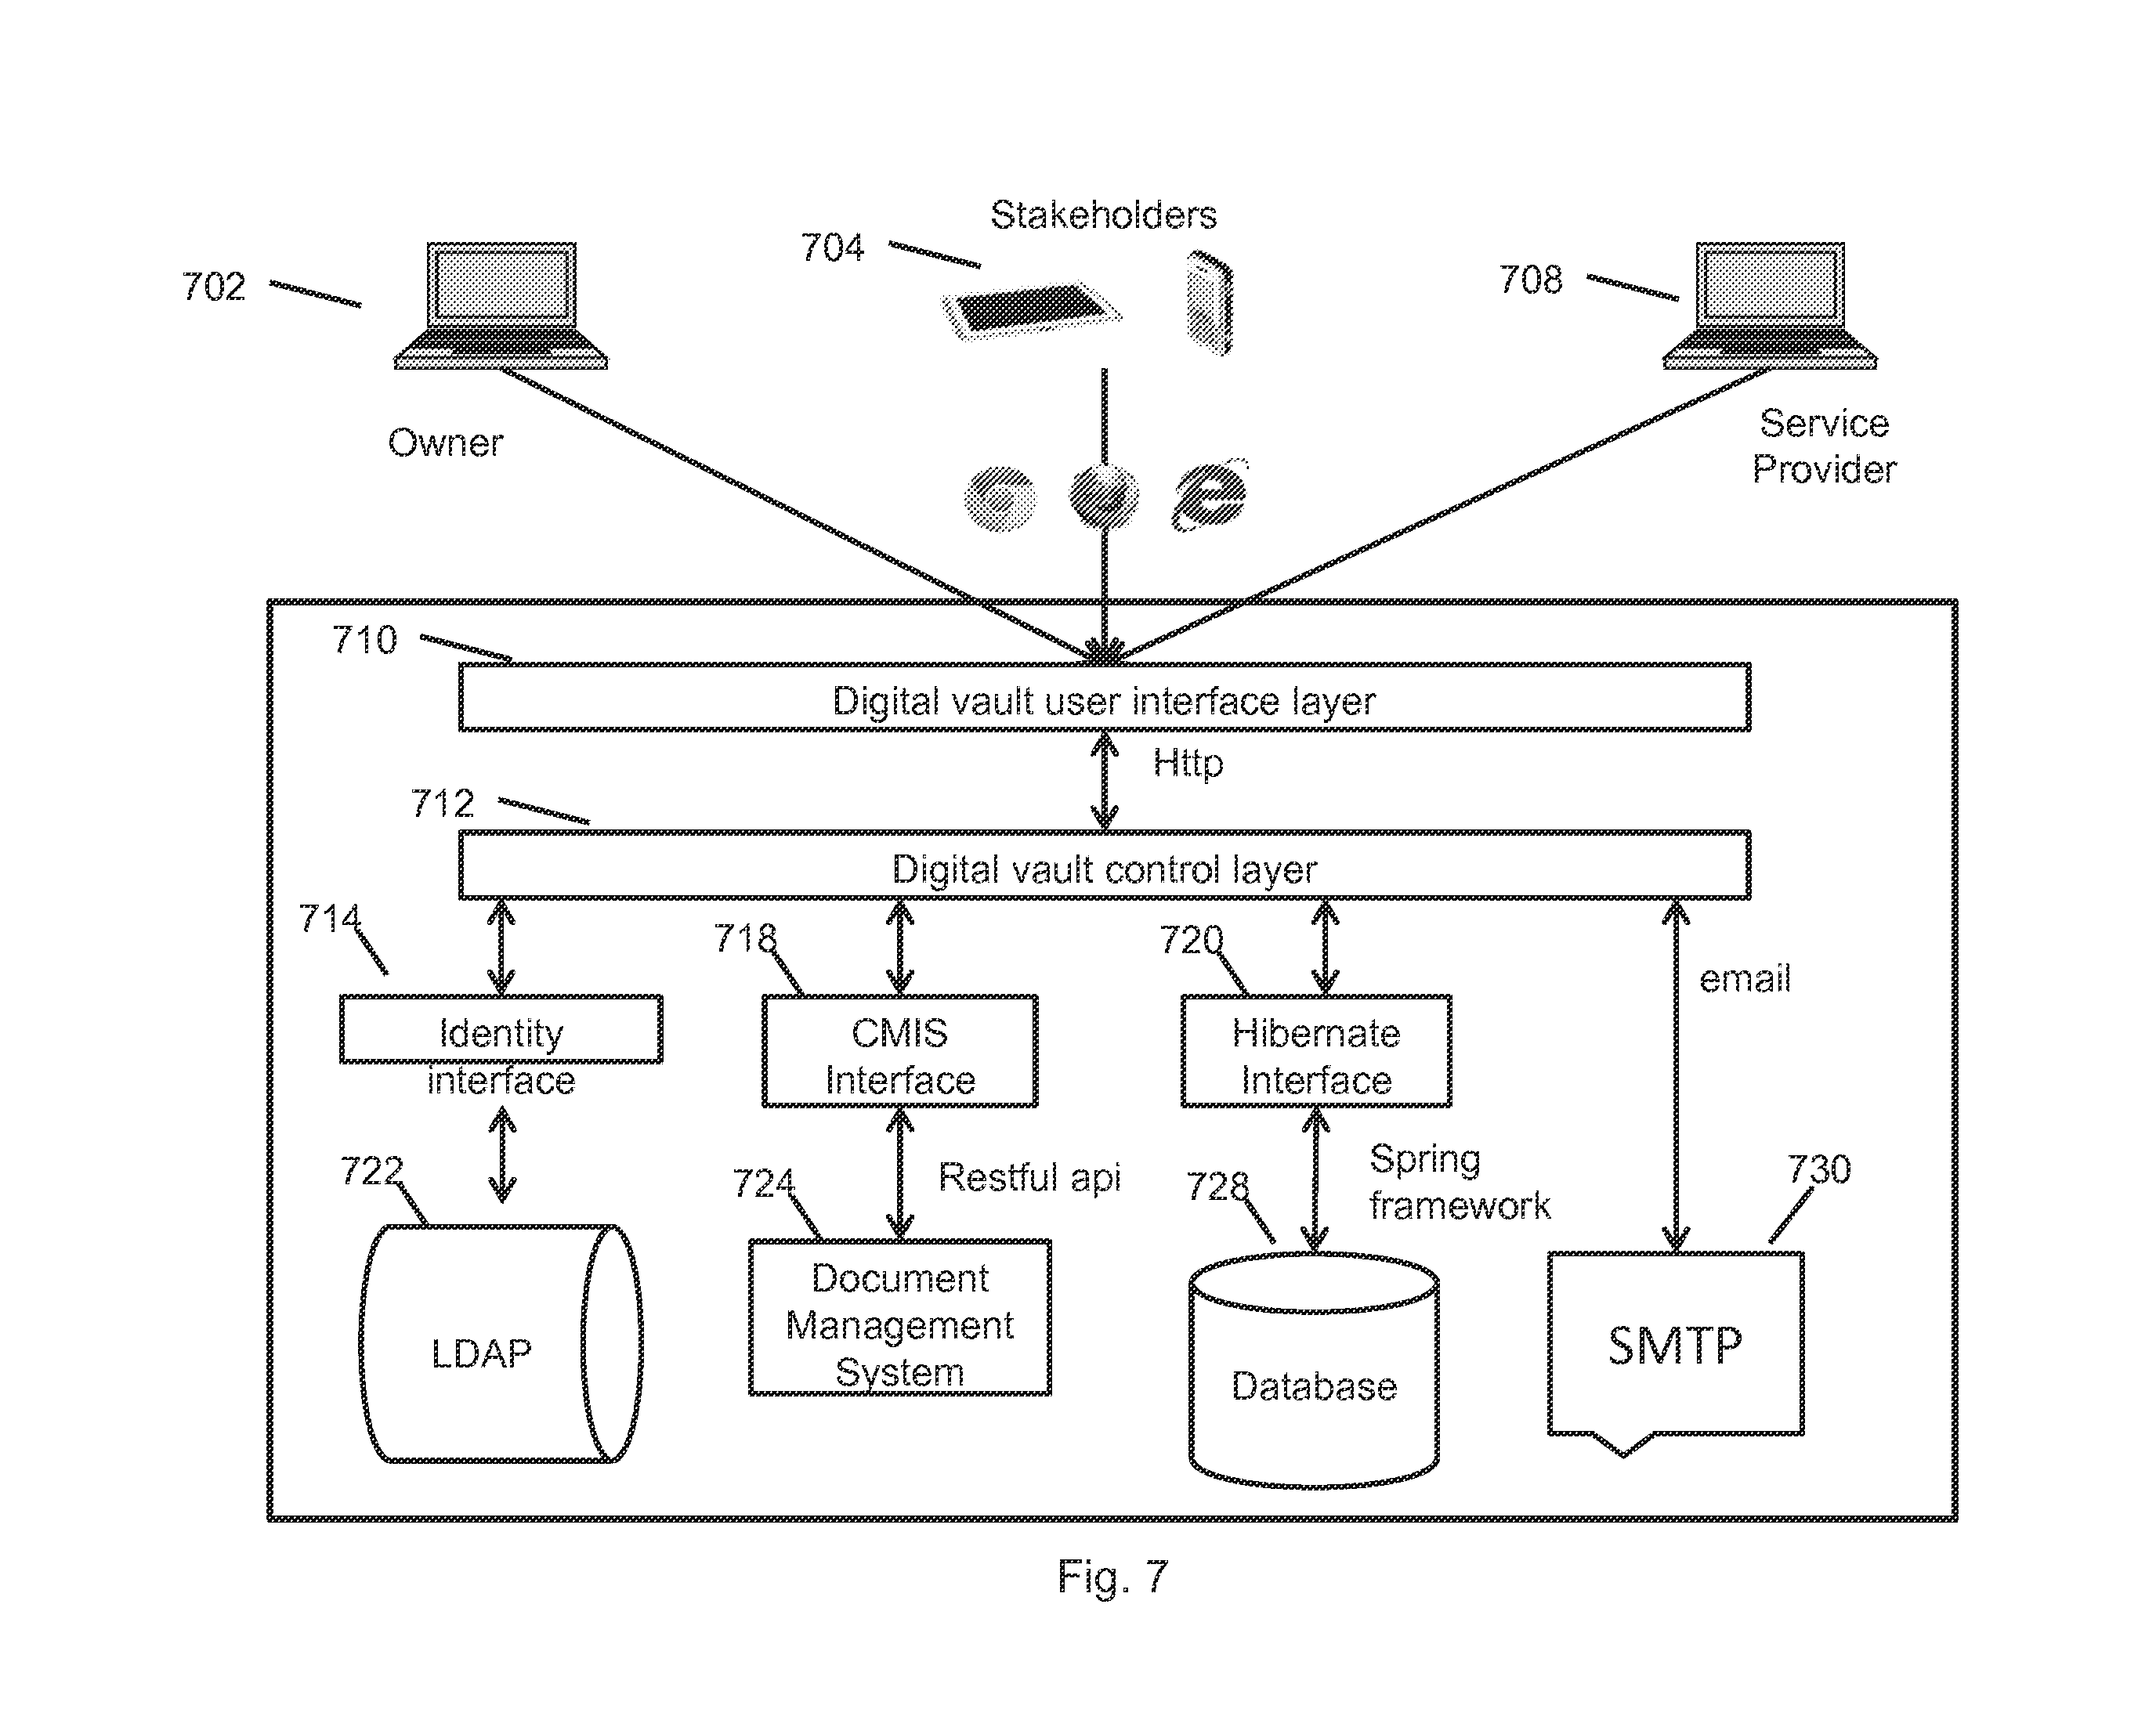 Stakeholders
704
702
708
Owner
Service
Provider
710
Digital vault user interface layer
Http
712
Digital vault control layer
714
718
720
email
Identity
interface
CMIS
Interface
Hibernate
Interface
722
724
Restful api
728
Spring
framework
730
LDAP
Document
Management
System
Database
SMTP
Fig. 7